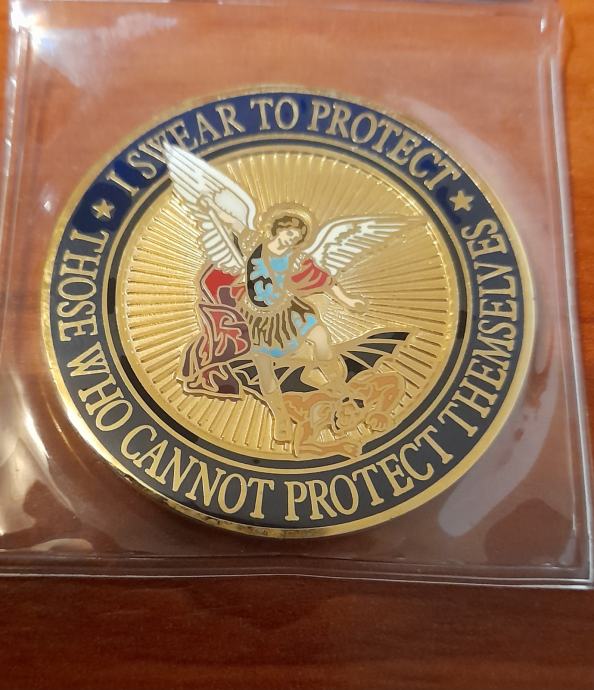 I SWEAR TO PROTECT
THOSE WHO CANNOT PROTECT THEMSELVES